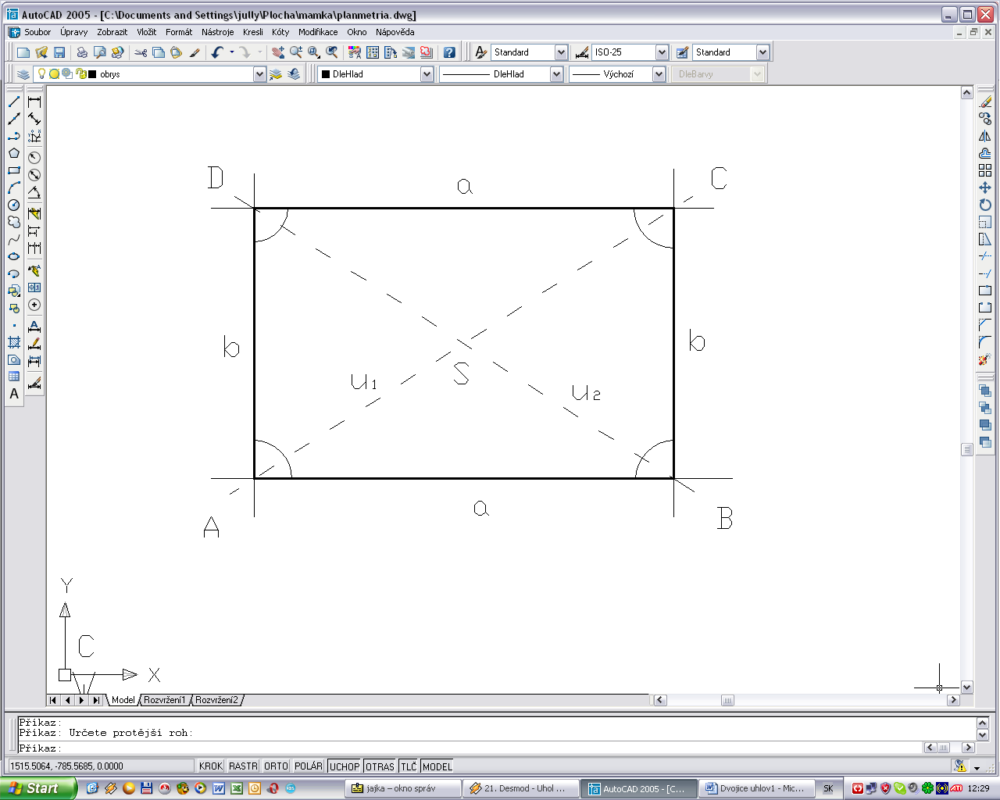 AutoCAD 2005 - [C:\Documents and Settings\jully\Plocha\mamka\planmetria.dwg]
Soubor Úpravy Zobrazit Vložit Formát Nástroje Kresli Kóty Modifikace Okno Nápověda
Standard ISO-25 Standard
obrys DleHlad DleHlad Výchozí DleBarvy
D a C
b b
S
u1 u2
a
A B
Y
C
X
A
Model Rozvržení1 Rozvržení2
Příkaz:
Příkaz: Určete protější roh:
Příkaz:
1515.5064, -785.5685, 0.0000 KROK RASTR ORTO POLÁR UCHOP OTRAS TLČ MODEL
Start jajka – okno správ 21. Desmod - Uhol ... AutoCAD 2005 - [C... Dvojice uhlov1 - Mic... SK 12:29